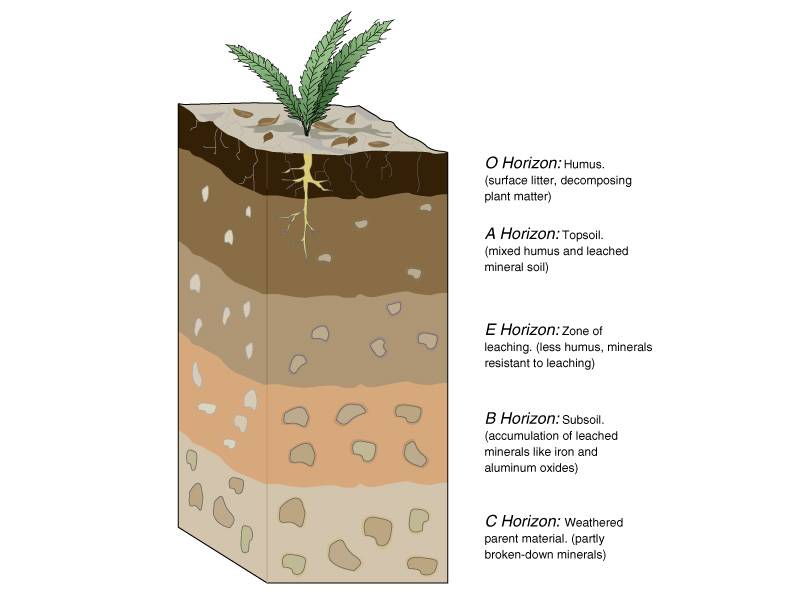 O Horizon: Humus.
(surface litter, decomposing
plant matter)
A Horizon: Topsoil.
(mixed humus and leached
mineral soil)
E Horizon: Zone of
leaching. (less humus, minerals
resistant to leaching)
B Horizon: Subsoil.
(accumulation of leached
minerals like iron and
aluminum oxides)
C Horizon: Weathered
parent material. (partly
broken-down minerals)